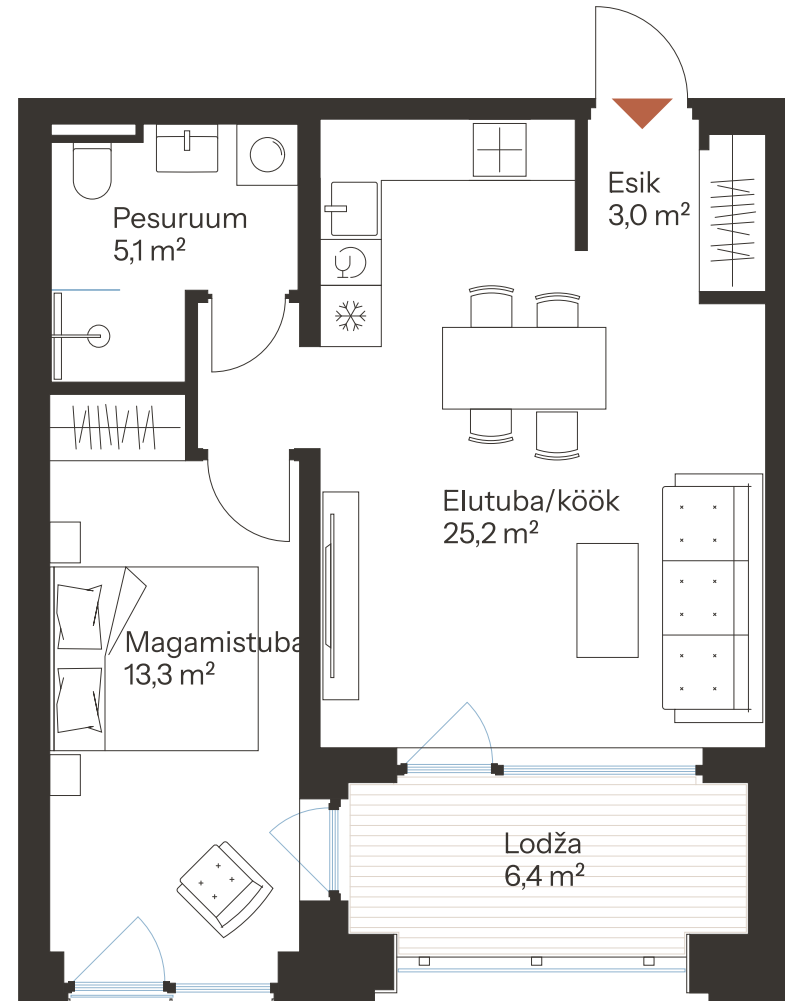 Esik
3,0 m²
Pesuruum
5,1 m²
Elutuba/köök
25,2 m²
Magamistuba
13,3 m²
Lodža
6,4 m²